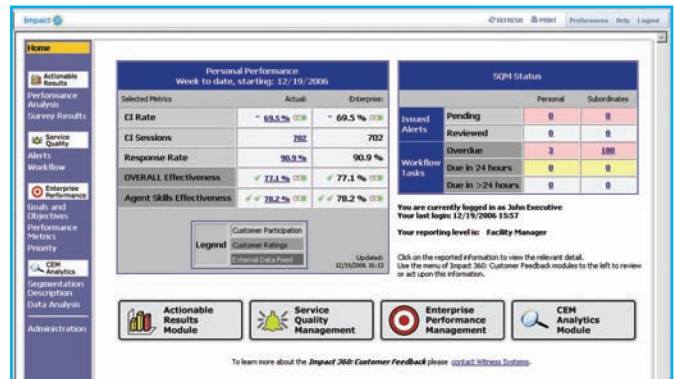 Impact
REFRESH PRINT Preferences Help Logout
Home
Actionable Results
Performance Analysis
Survey Results
Service Quality
Alerts
Workflow
Enterprise Performance
Goals and Objectives
Performance Metrics
Priority
CEM Analytics
Segmentation Description
Data Analysis
Administration
Personal Performance
Week to date, starting: 12/19/2006
Selected Metrics Actual: Enterprise:
CI Rate ~ 69.5 % ~ 69.5 %
CI Sessions 702 702
Response Rate 90.9 % 90.9 %
OVERALL Effectiveness 77.1 % 77.1 %
Agent Skills Effectiveness 78.2 % 78.2 %
Legend
Customer Participation
Customer Ratings
External Data Feed
Updated:
12/19/2006 16:13
SQM Status
Personal Subordinates
Issued Alerts
Pending 0 0
Reviewed 0 0
Workflow Tasks
Overdue 3 180
Due in 24 hours 0 0
Due in >24 hours 0 0
You are currently logged in as John Executive
Your last login: 12/19/2006 15:57
Your reporting level is: Facility Manager
Click on the reported information to view the relevant detail.
Use the menu of Impact 360: Customer Feedback modules to the left to review
or act upon this information.
Actionable Results Module
Service Quality Management
Enterprise Performance Management
CEM Analytics Module
To learn more about the Impact 360: Customer Feedback please contact Witness Systems.